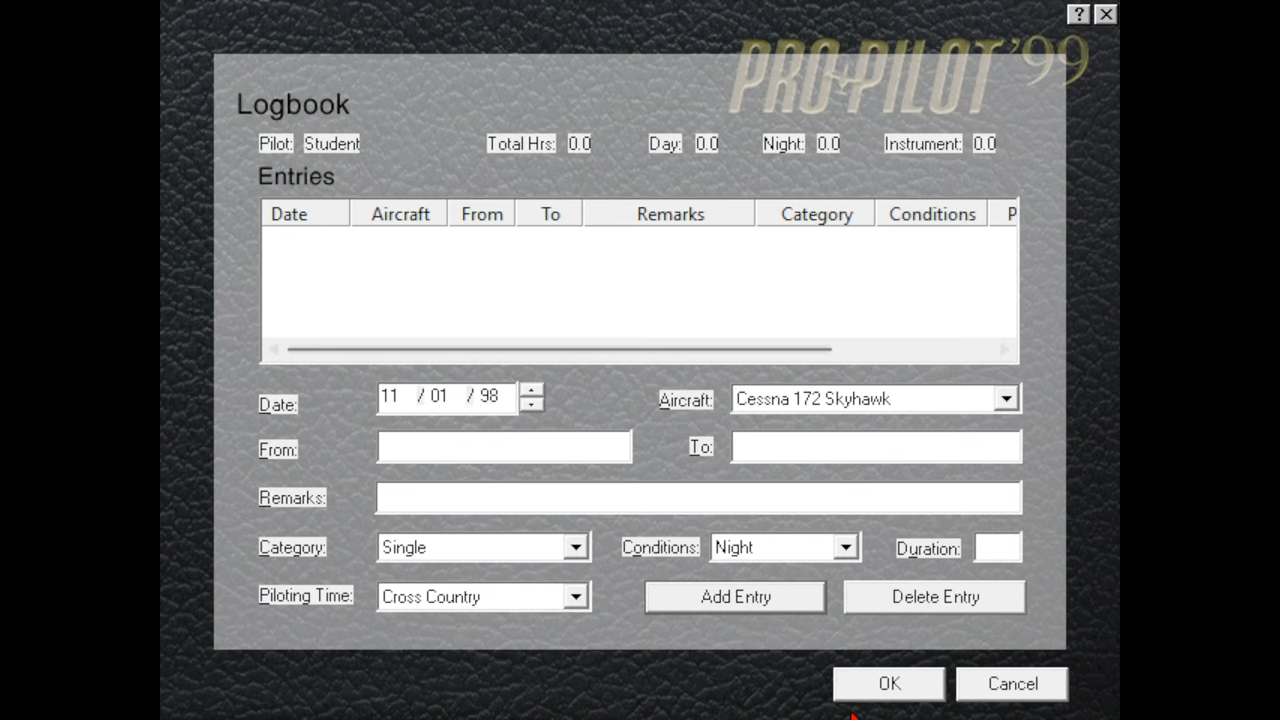 ? ×
PRO PILOT '99
Logbook
Pilot: Student Total Hrs: 0.0 Day: 0.0 Night: 0.0 Instrument: 0.0
Entries
Date Aircraft From To Remarks Category Conditions P
Date: 11 / 01 / 98 Aircraft: Cessna 172 Skyhawk
From: To:
Remarks:
Category: Single Conditions: Night Duration:
Piloting Time: Cross Country Add Entry Delete Entry
OK Cancel